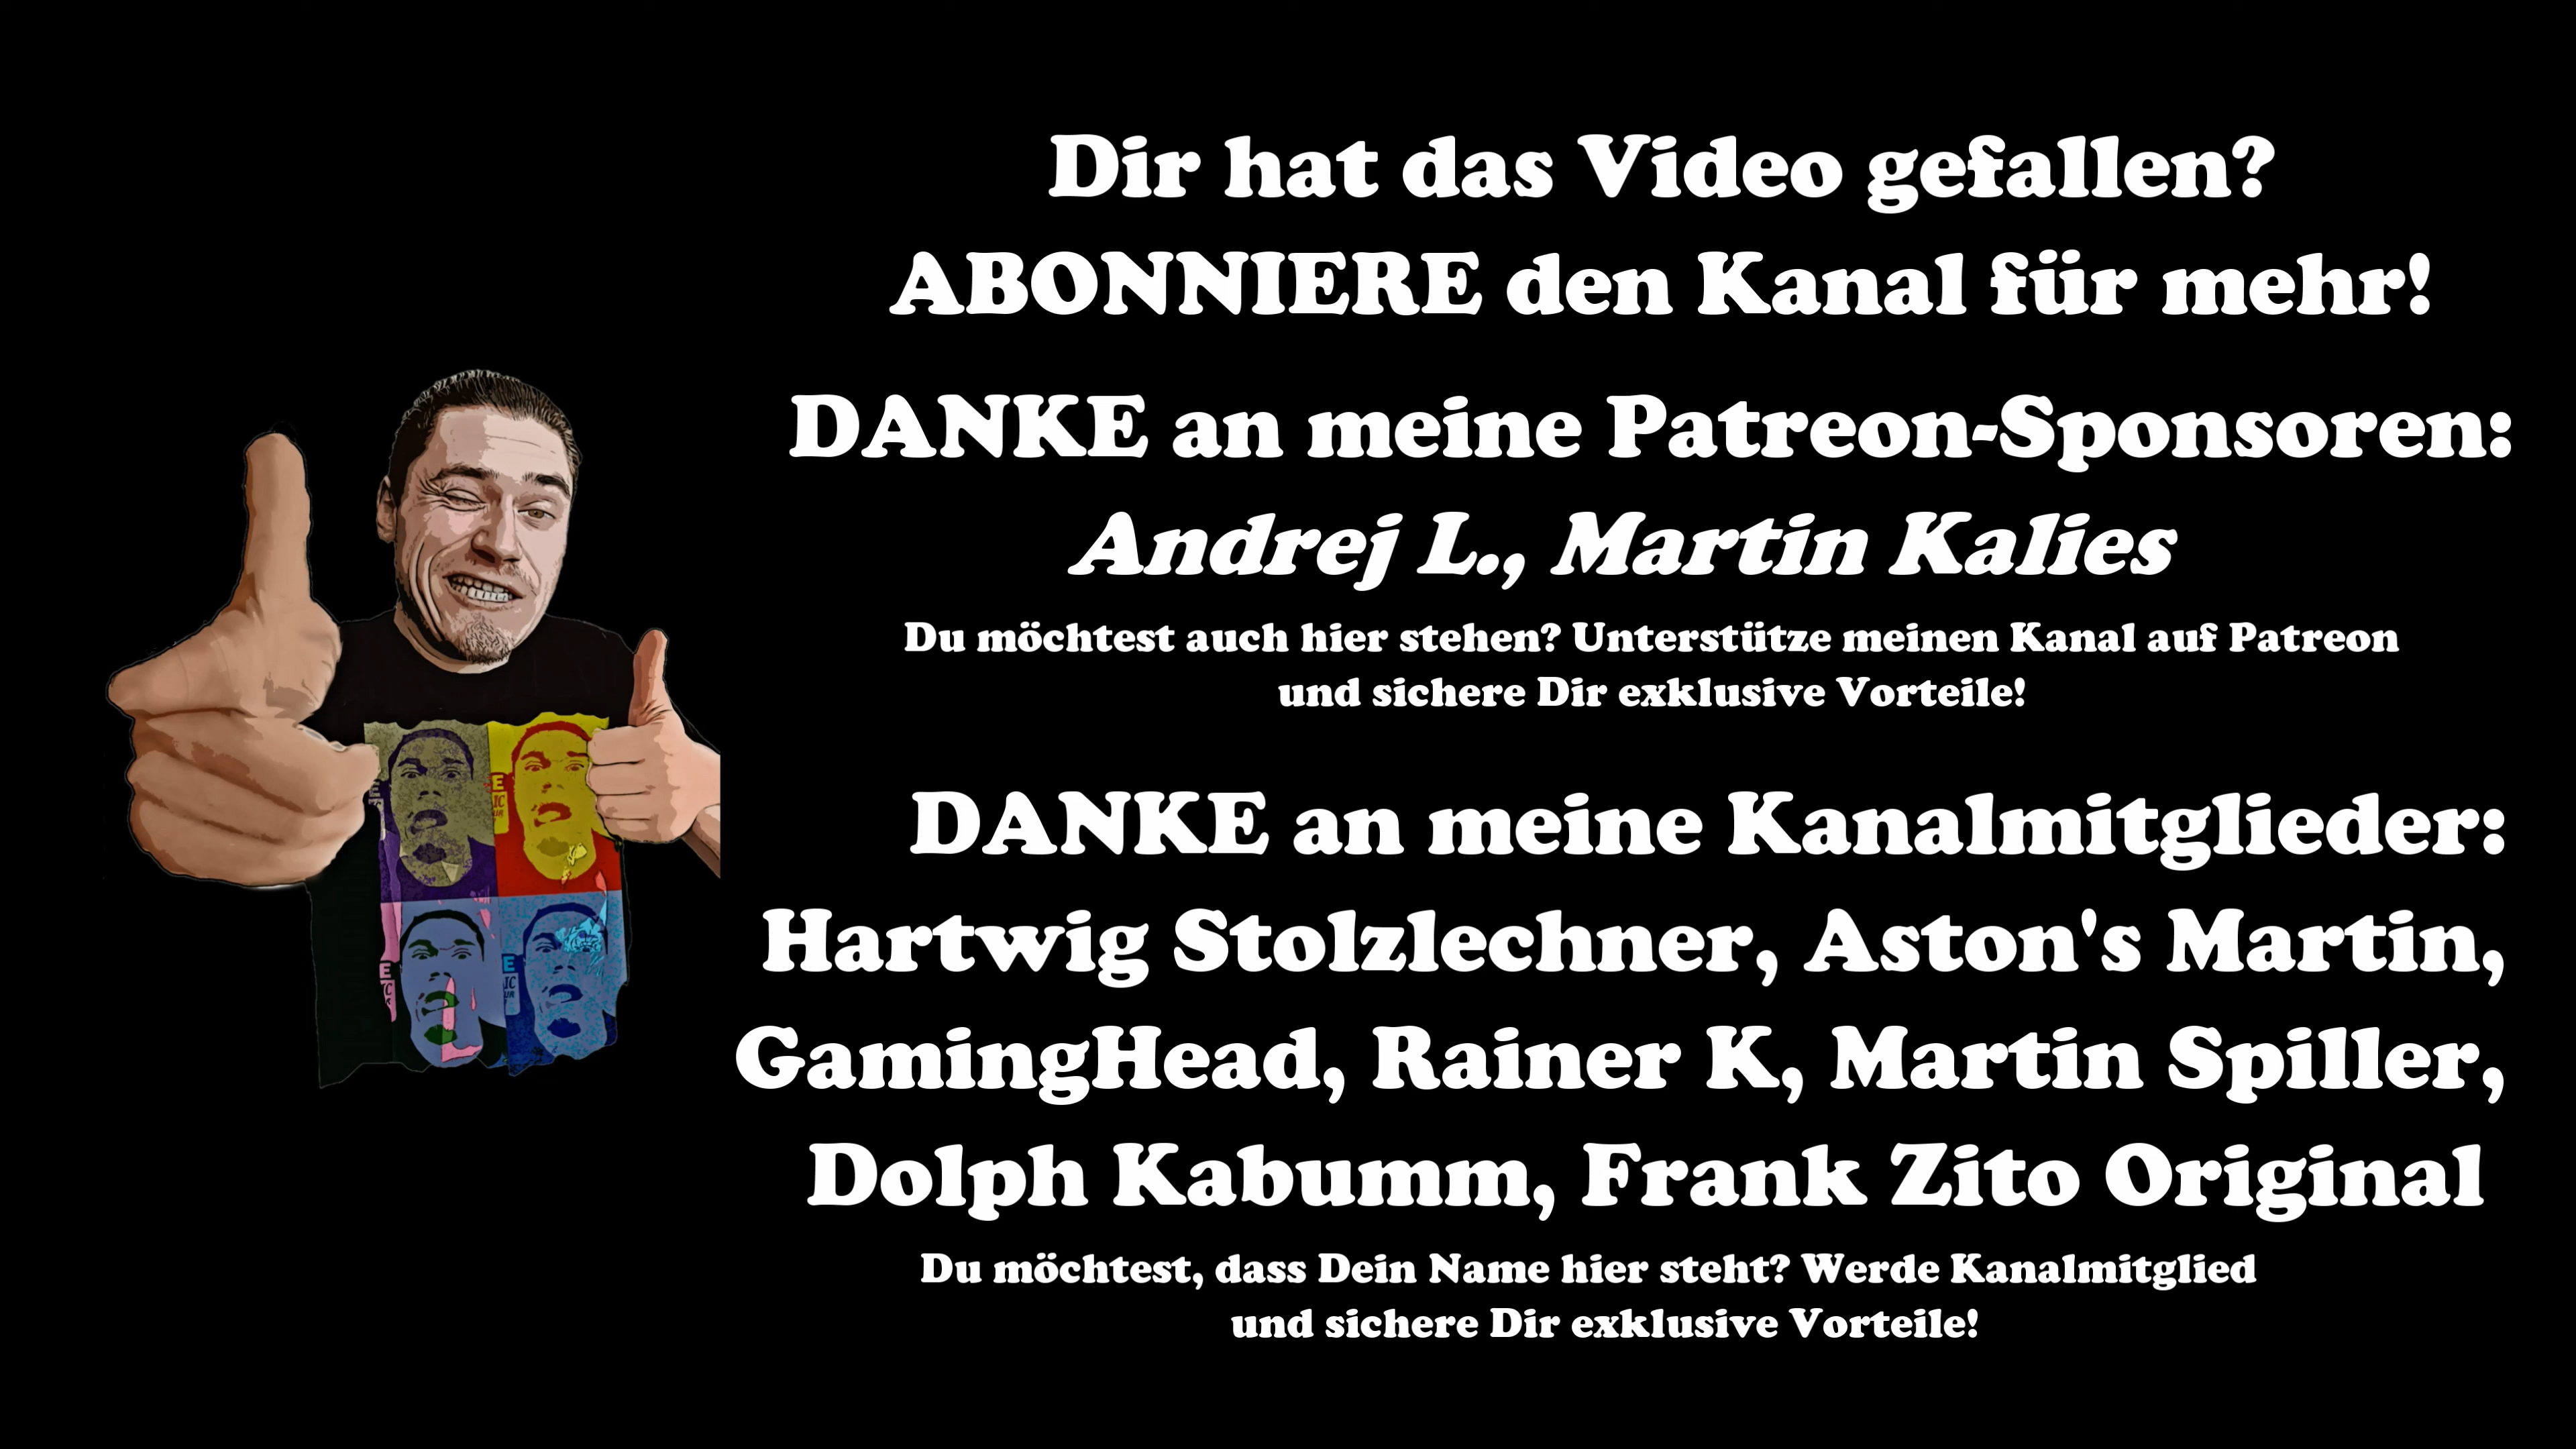 Dir hat das Video gefallen?
ABONNIERE den Kanal für mehr!
DANKE an meine Patreon-Sponsoren:
Andrej L., Martin Kalies
Du möchtest auch hier stehen? Unterstütze meinen Kanal auf Patreon
und sichere Dir exklusive Vorteile!
DANKE an meine Kanalmitglieder:
Hartwig Stolzlechner, Aston's Martin,
GamingHead, Rainer K, Martin Spiller,
Dolph Kabumm, Frank Zito Original
Du möchtest, dass Dein Name hier steht? Werde Kanalmitglied
und sichere Dir exklusive Vorteile!